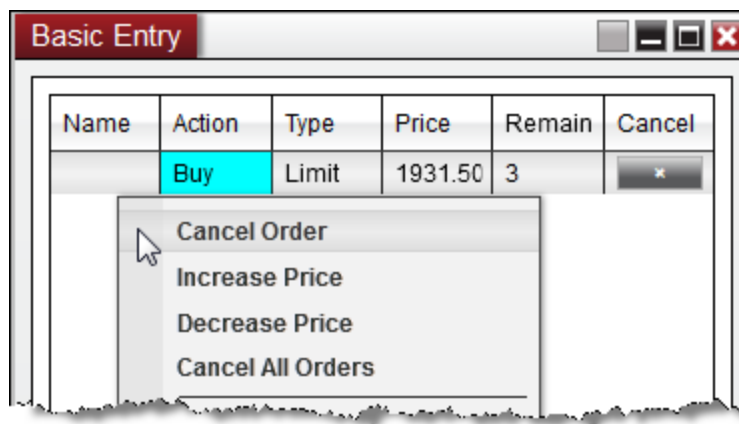 Basic Entry
Name Action Type Price Remain Cancel
Buy Limit 1931.50 3
Cancel Order
Increase Price
Decrease Price
Cancel All Orders